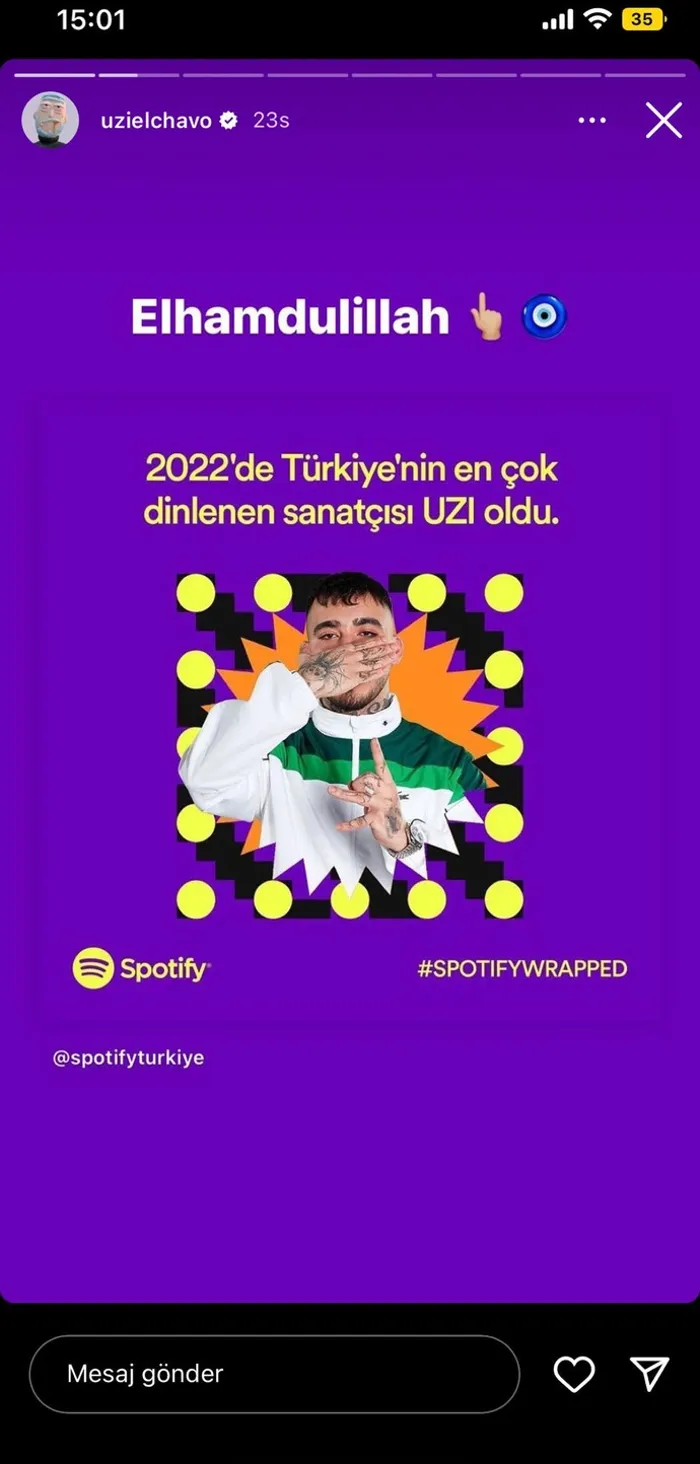 15:01
35
uzielchavo 23s
Elhamdulillah 👆🏼 🧿
2022'de Türkiye'nin en çok
dinlenen sanatçısı UZI oldu.
Spotify®
#SPOTIFYWRAPPED
@spotifyturkiye
Mesaj gönder